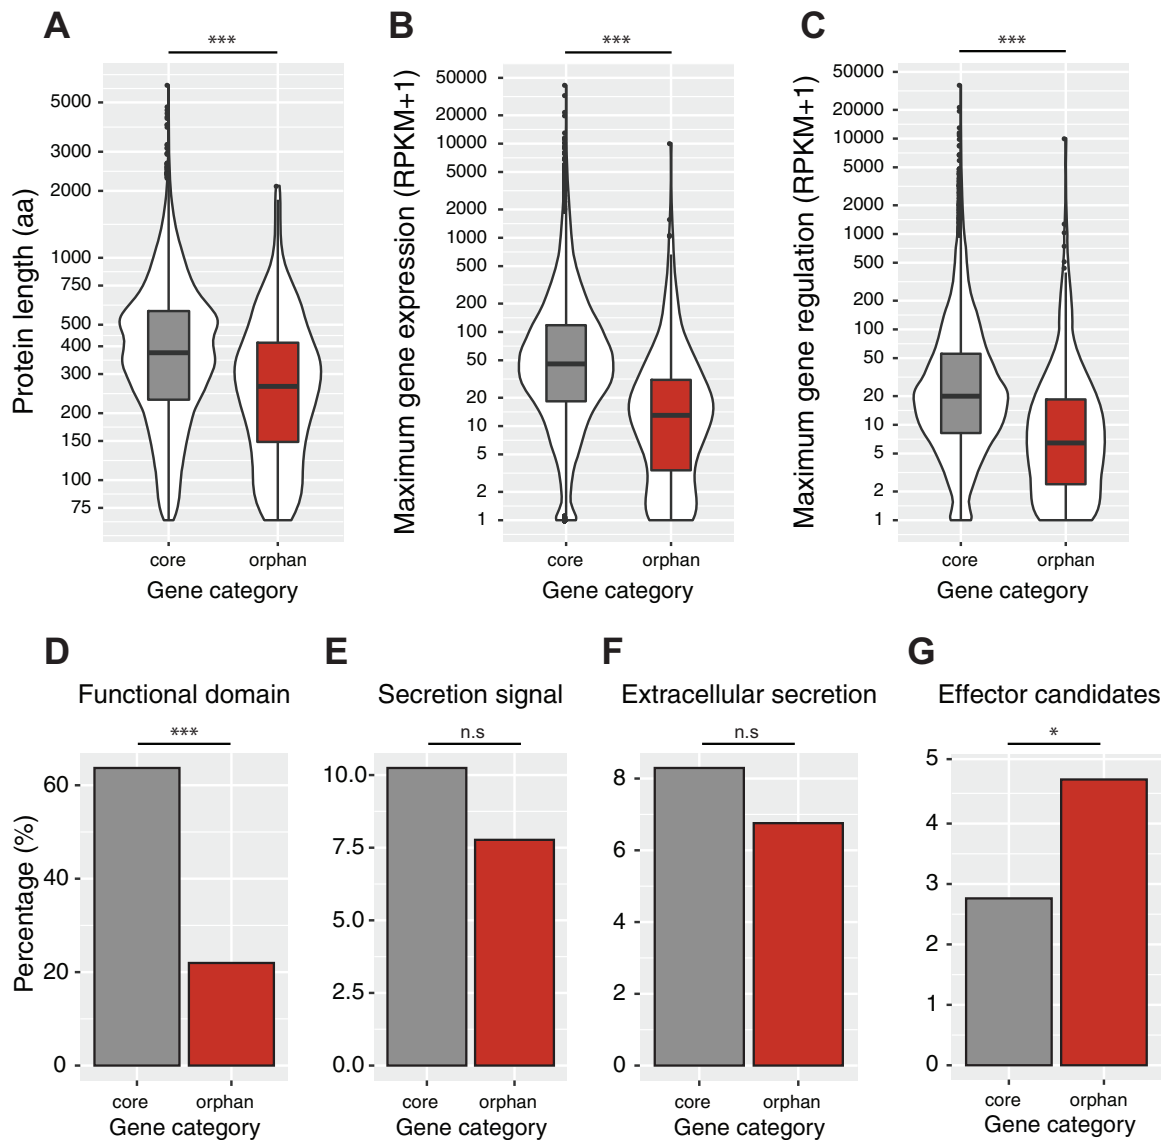 A
B
C
***
***
***
Protein length (aa)
5000
3000
2000
1000
750
500
400
300
200
150
100
75
core
orphan
Gene category
Maximum gene expression (RPKM+1)
50000
20000
10000
5000
2000
1000
500
200
100
50
20
10
5
2
1
core
orphan
Gene category
Maximum gene regulation (RPKM+1)
50000
20000
10000
5000
2000
1000
500
200
100
50
20
10
5
2
1
core
orphan
Gene category
D
E
F
G
Functional domain
***
Percentage (%)
60
40
20
0
core
orphan
Gene category
Secretion signal
n.s
10.0
7.5
5.0
2.5
0.0
core
orphan
Gene category
Extracellular secretion
n.s
8
6
4
2
0
core
orphan
Gene category
Effector candidates
*
5
4
3
2
1
0
core
orphan
Gene category